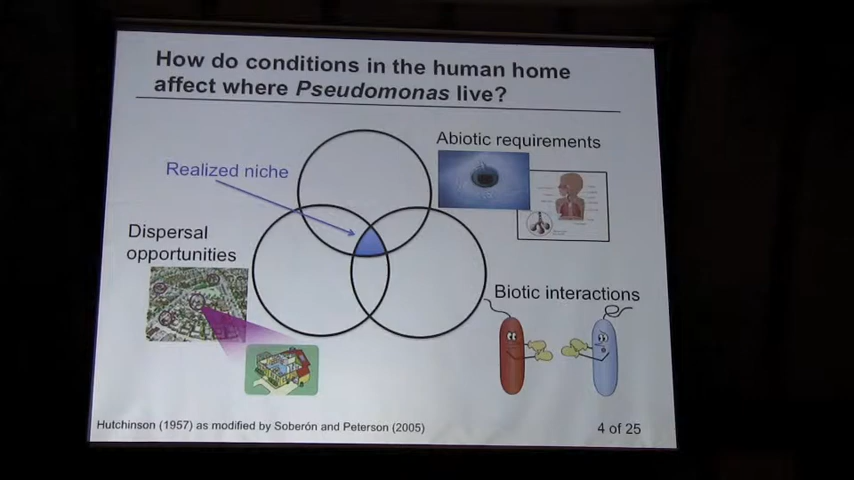 How do conditions in the human home
affect where Pseudomonas live?
Abiotic requirements
Realized niche
Dispersal
opportunities
Biotic interactions
Hutchinson (1957) as modified by Soberón and Peterson (2005)
4 of 25